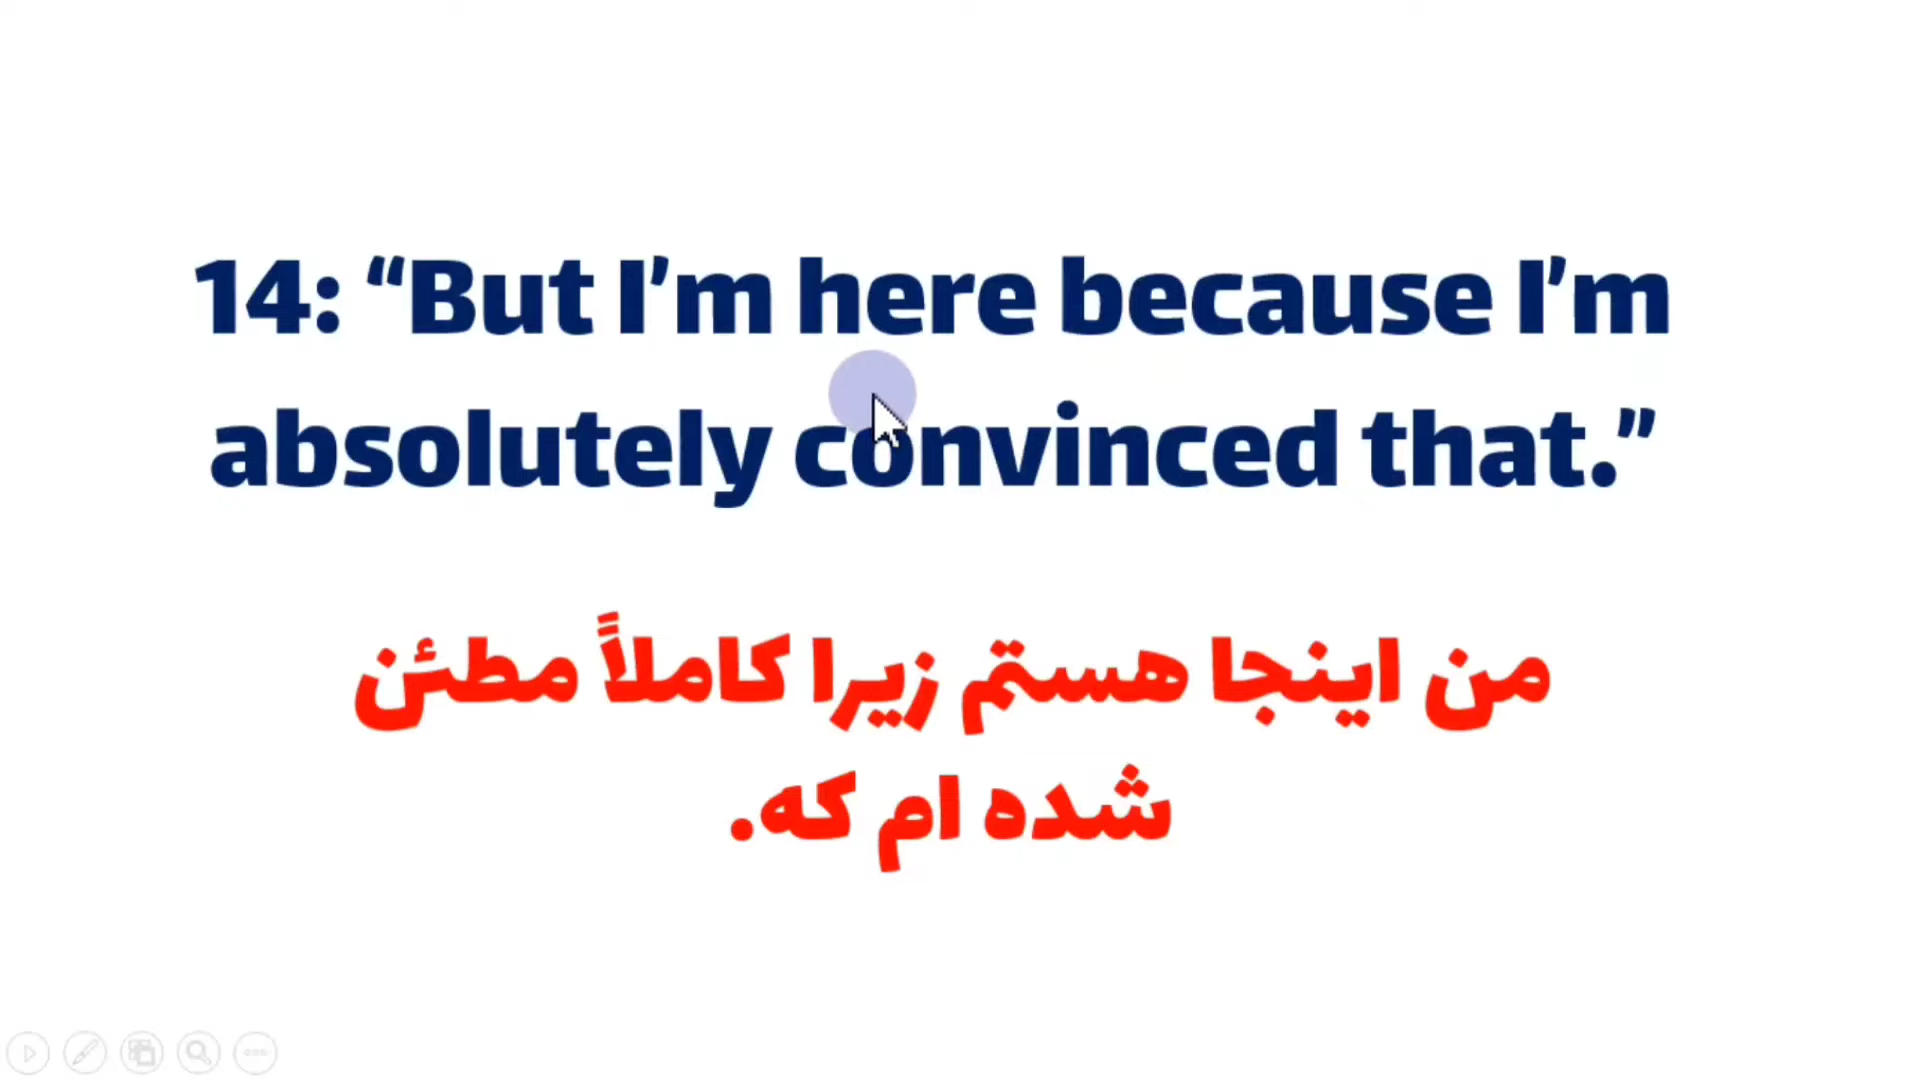 14: “But I’m here because I’m
absolutely convinced that.”
من اینجا هستم زیرا کاملاً مطئن
شده ام که.